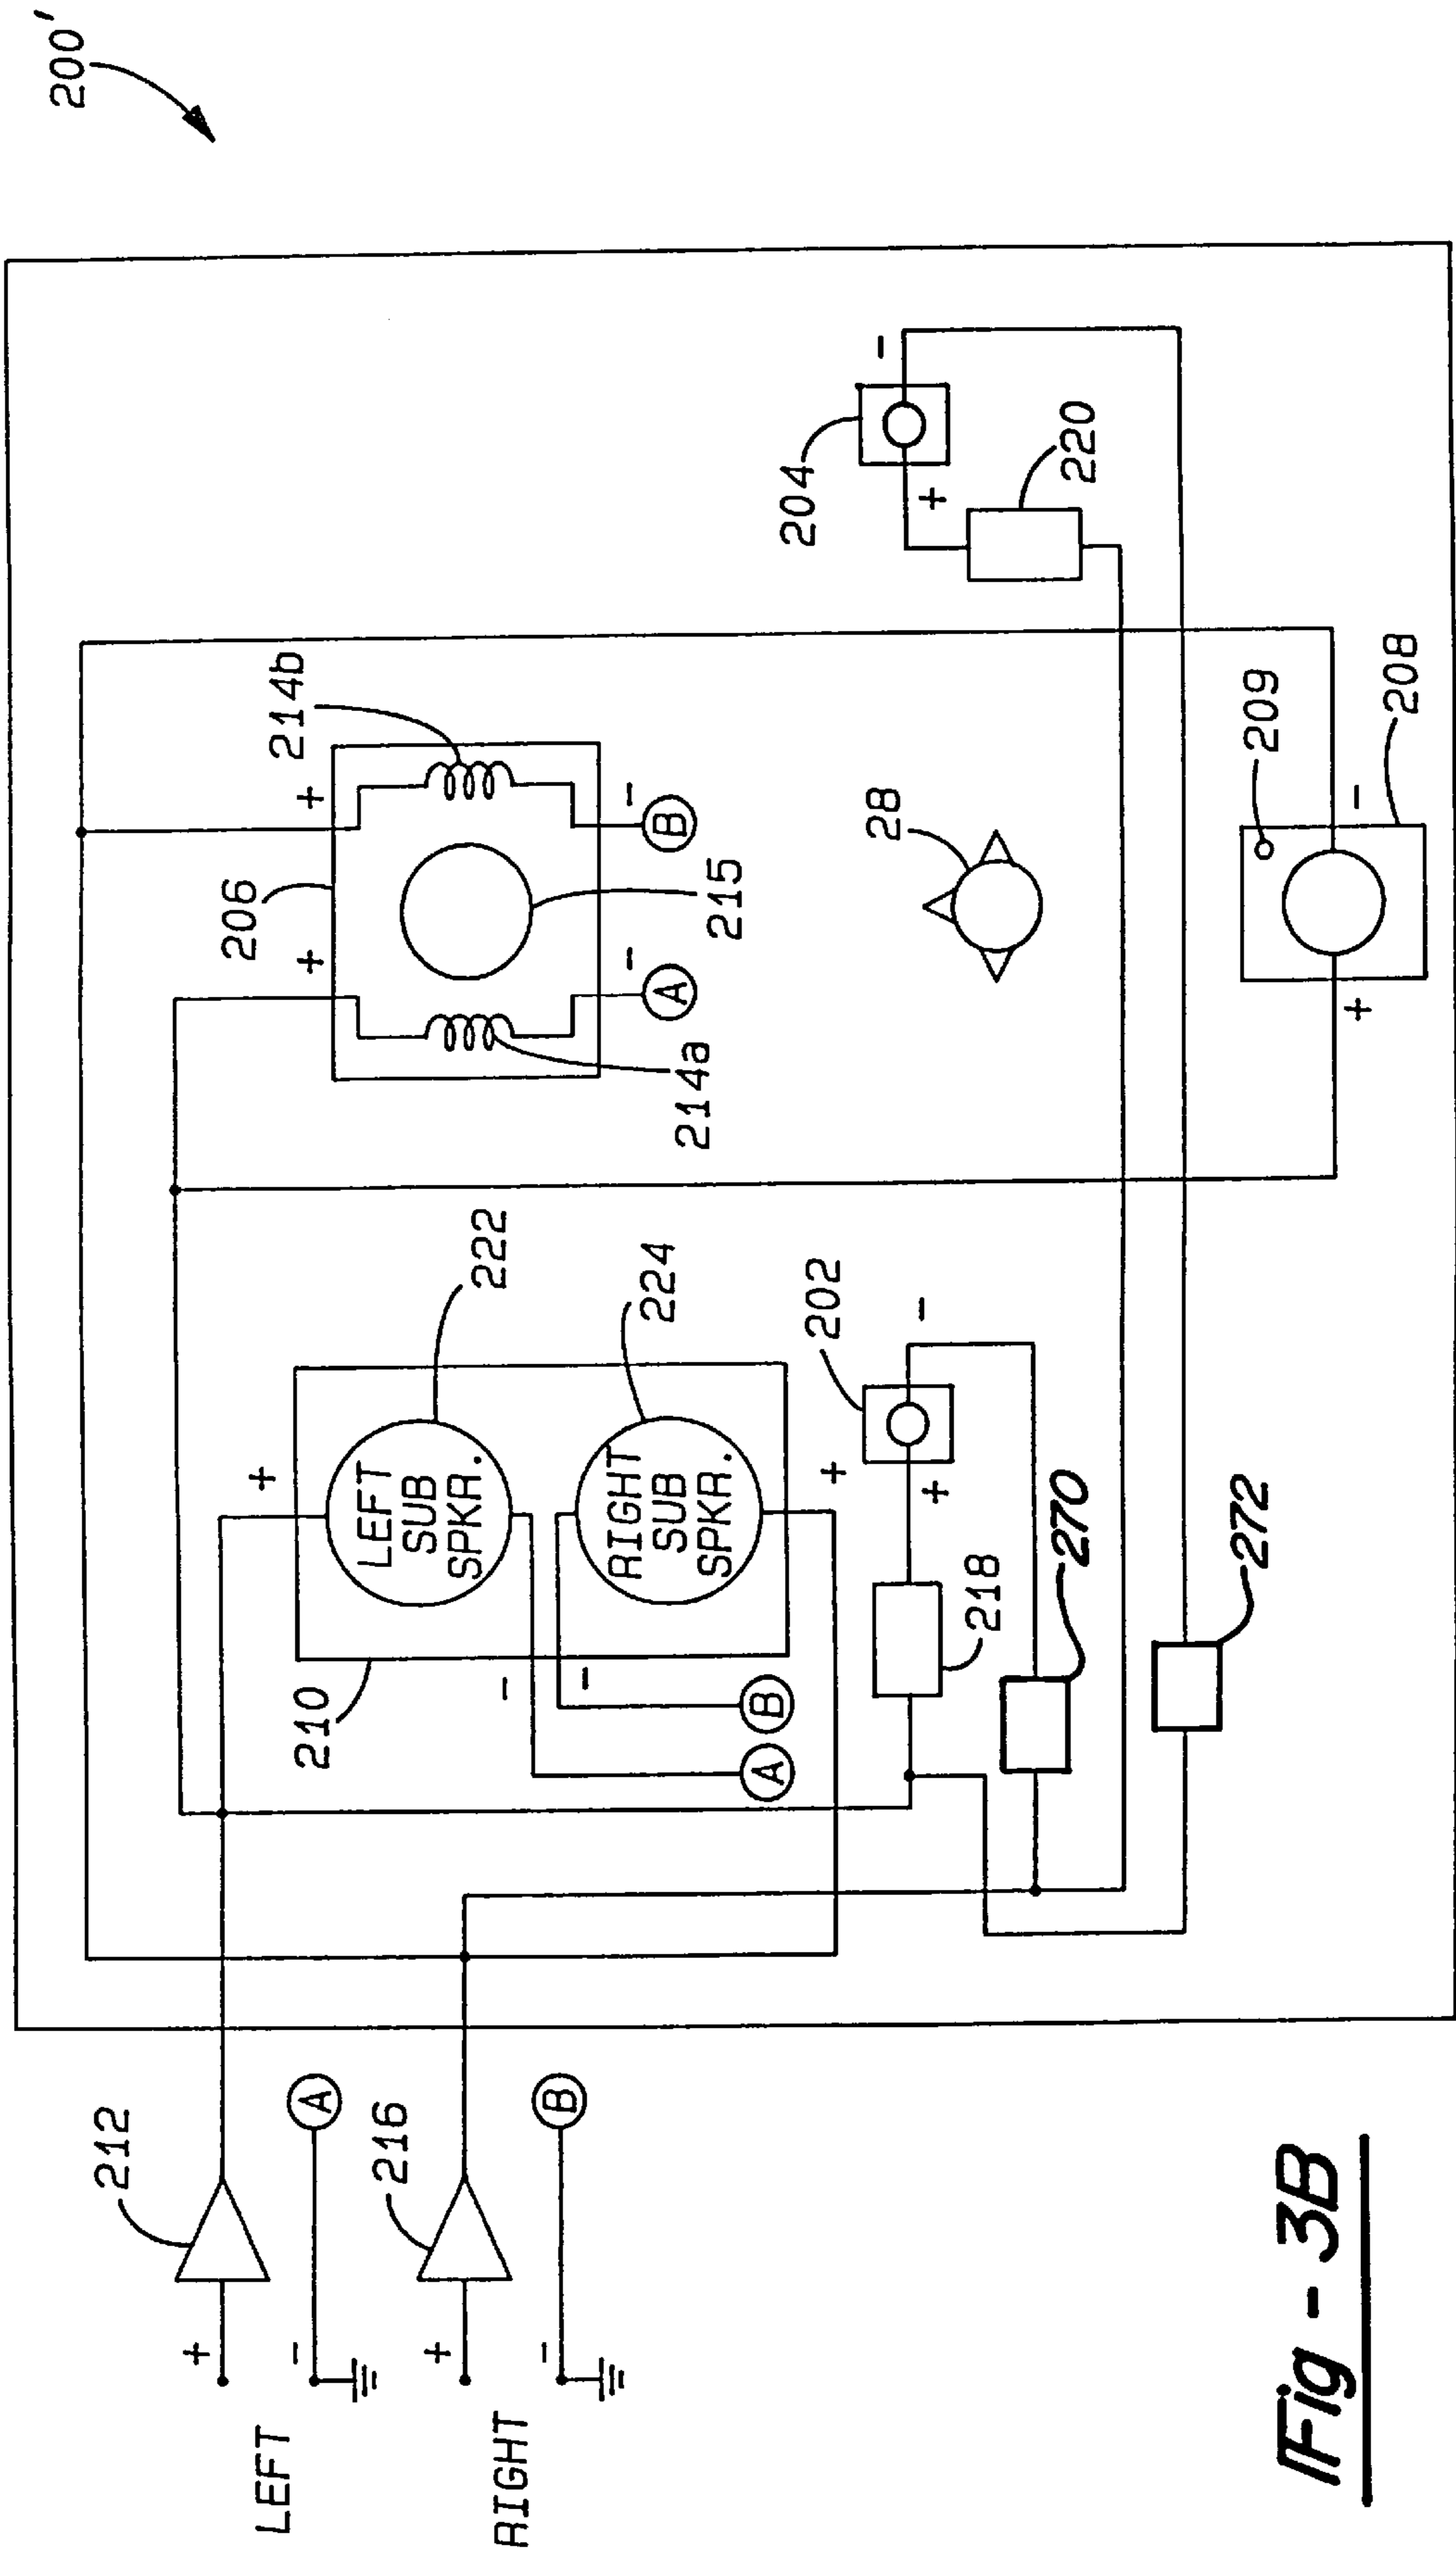 200'
212
+
-
LEFT
A
216
+
-
RIGHT
B
210
+
LEFT
SUB
SPKR.
222
-
-
RIGHT
SUB
SPKR.
224
+
A
B
206
+
+
214b
214a
215
-
-
A
B
28
202
+
-
218
270
272
204
-
+
220
209
208
+
-
Fig - 3B